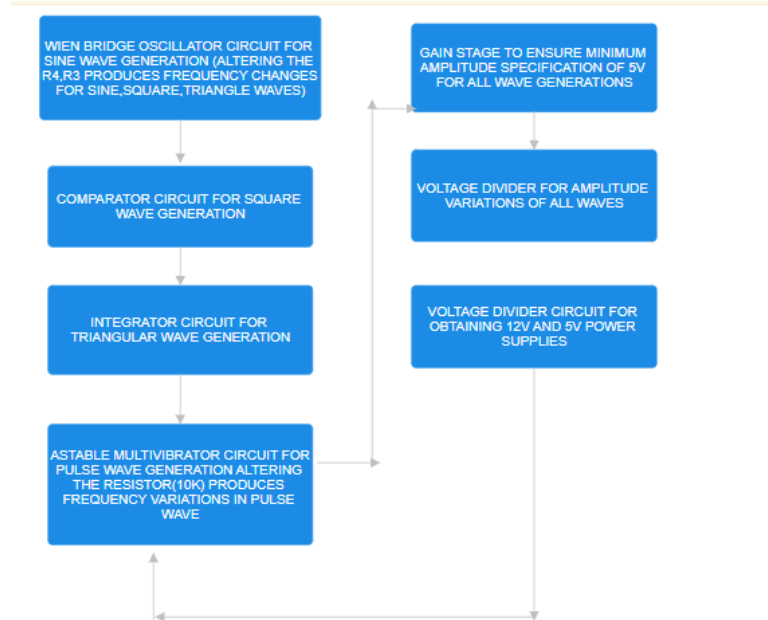 WIEN BRIDGE OSCILLATOR CIRCUIT FOR
SINE WAVE GENERATION (ALTERING THE
R4,R3 PRODUCES FREQUENCY CHANGES
FOR SINE,SQUARE,TRIANGLE WAVES)
COMPARATOR CIRCUIT FOR SQUARE
WAVE GENERATION
INTEGRATOR CIRCUIT FOR
TRIANGULAR WAVE GENERATION
ASTABLE MULTIVIBRATOR CIRCUIT FOR
PULSE WAVE GENERATION ALTERING
THE RESISTOR(10K) PRODUCES
FREQUENCY VARIATIONS IN PULSE
WAVE
GAIN STAGE TO ENSURE MINIMUM
AMPLITUDE SPECIFICATION OF 5V
FOR ALL WAVE GENERATIONS
VOLTAGE DIVIDER FOR AMPLITUDE
VARIATIONS OF ALL WAVES
VOLTAGE DIVIDER CIRCUIT FOR
OBTAINING 12V AND 5V POWER
SUPPLIES